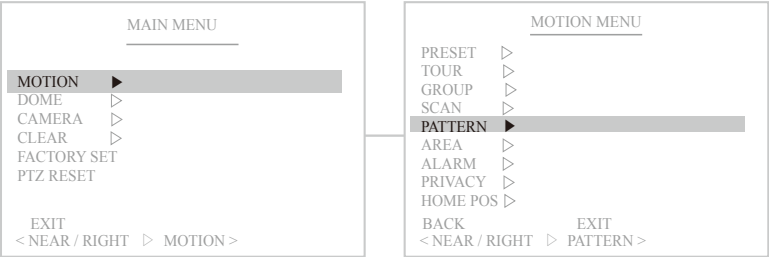 MAIN MENU
MOTION ▶
DOME ▷
CAMERA ▷
CLEAR ▷
FACTORY SET
PTZ RESET
EXIT
< NEAR / RIGHT ▷ MOTION >
MOTION MENU
PRESET ▷
TOUR ▷
GROUP ▷
SCAN ▷
PATTERN ▶
AREA ▷
ALARM ▷
PRIVACY ▷
HOME POS ▷
BACK EXIT
< NEAR / RIGHT ▷ PATTERN >